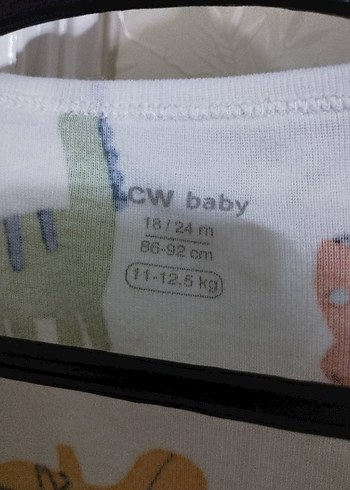 LCW baby
18/24 m
86-92 cm
11-12,5 kg